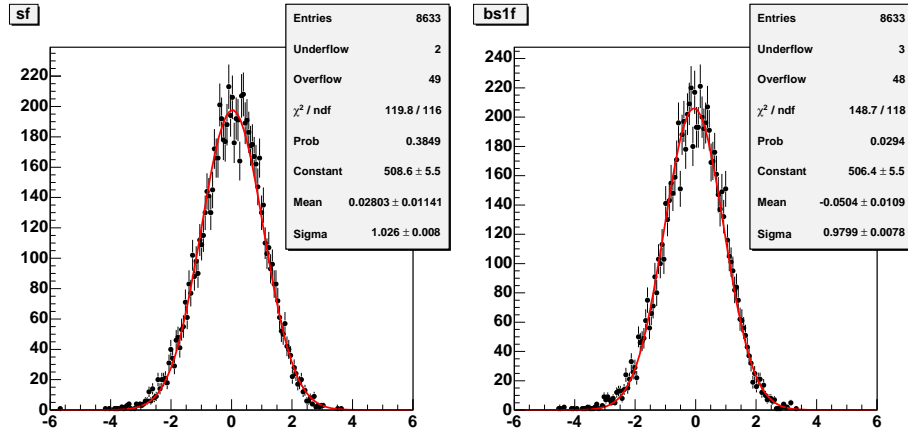 sf
Entries 8633
Underflow 2
Overflow 49
χ² / ndf 119.8 / 116
Prob 0.3849
Constant 508.6 ± 5.5
Mean 0.02803 ± 0.01141
Sigma 1.026 ± 0.008
220
200
180
160
140
120
100
80
60
40
20
0
-6 -4 -2 0 2 4 6
bs1f
Entries 8633
Underflow 3
Overflow 48
χ² / ndf 148.7 / 118
Prob 0.0294
Constant 506.4 ± 5.5
Mean -0.0504 ± 0.0109
Sigma 0.9799 ± 0.0078
240
220
200
180
160
140
120
100
80
60
40
20
0
-6 -4 -2 0 2 4 6